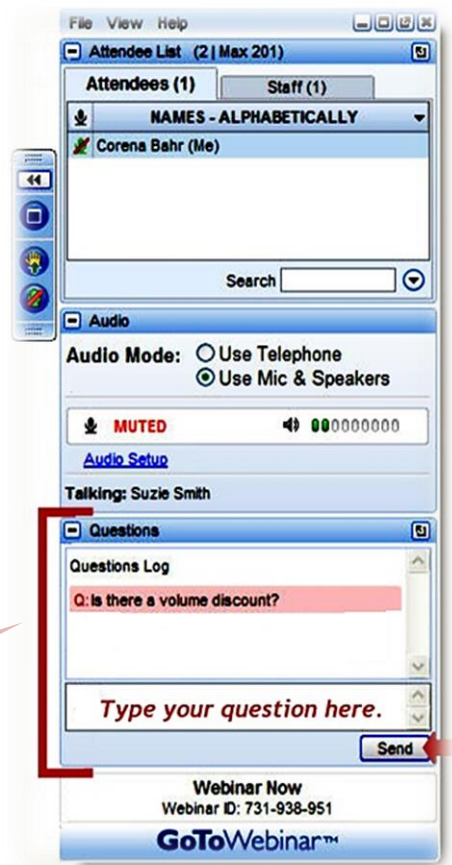 File View Help
Attendee List (2 | Max 201)
Attendees (1) Staff (1)
NAMES - ALPHABETICALLY
Corena Bahr (Me)
Search
Audio
Audio Mode: Use Telephone
Use Mic & Speakers
MUTED
Audio Setup
Talking: Suzie Smith
Questions
Questions Log
Q: Is there a volume discount?
Type your question here.
Send
Webinar Now
Webinar ID: 731-938-951
GoToWebinar™